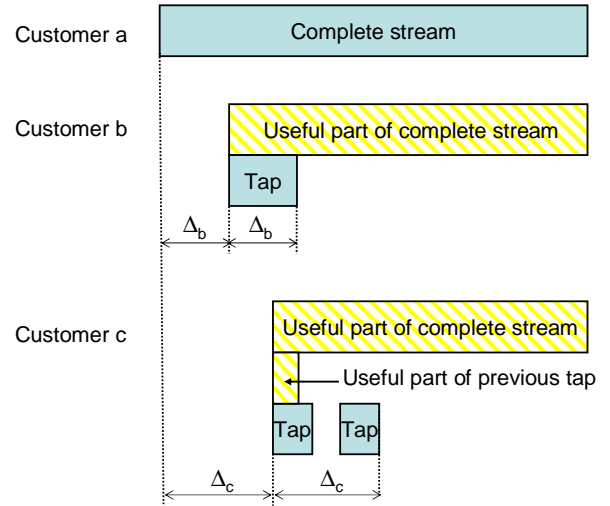 Customer a
Complete stream
Customer b
Useful part of complete stream
Tap
Δb Δb
Customer c
Useful part of complete stream
Useful part of previous tap
Tap Tap
Δc Δc